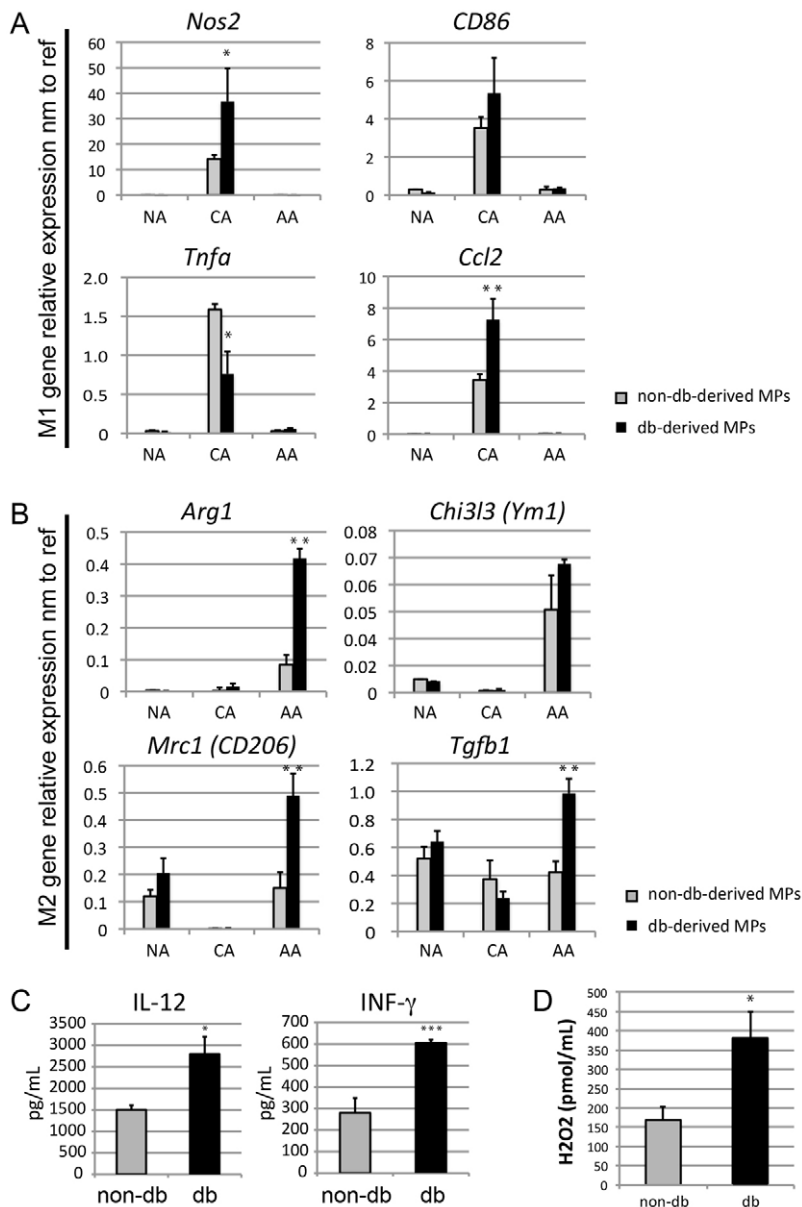 A
M1 gene relative expression nm to ref
Nos2
60
50
40
30
20
10
0
*
NA CA AA
CD86
8
6
4
2
0
NA CA AA
Tnfa
2.0
1.5
1.0
0.5
0
*
NA CA AA
Ccl2
10
8
6
4
2
0
* *
NA CA AA
non-db-derived MPs
db-derived MPs
B
M2 gene relative expression nm to ref
Arg1
0.5
0.4
0.3
0.2
0.1
0
* *
NA CA AA
Chi3l3 (Ym1)
0.08
0.07
0.06
0.05
0.04
0.03
0.02
0.02
0
NA CA AA
Mrc1 (CD206)
0.6
0.5
0.4
0.3
0.2
0.1
0
* *
NA CA AA
Tgfb1
1.2
1.0
0.8
0.6
0.4
0.2
0
* *
NA CA AA
non-db-derived MPs
db-derived MPs
C
IL-12
pg/mL
3500
3000
2500
2000
1500
1000
500
0
*
non-db db
INF-γ
pg/mL
700
600
500
400
300
300
200
100
0
***
non-db db
D
H2O2 (pmol/mL)
500
450
400
350
300
250
200
150
100
50
0
*
non-db db